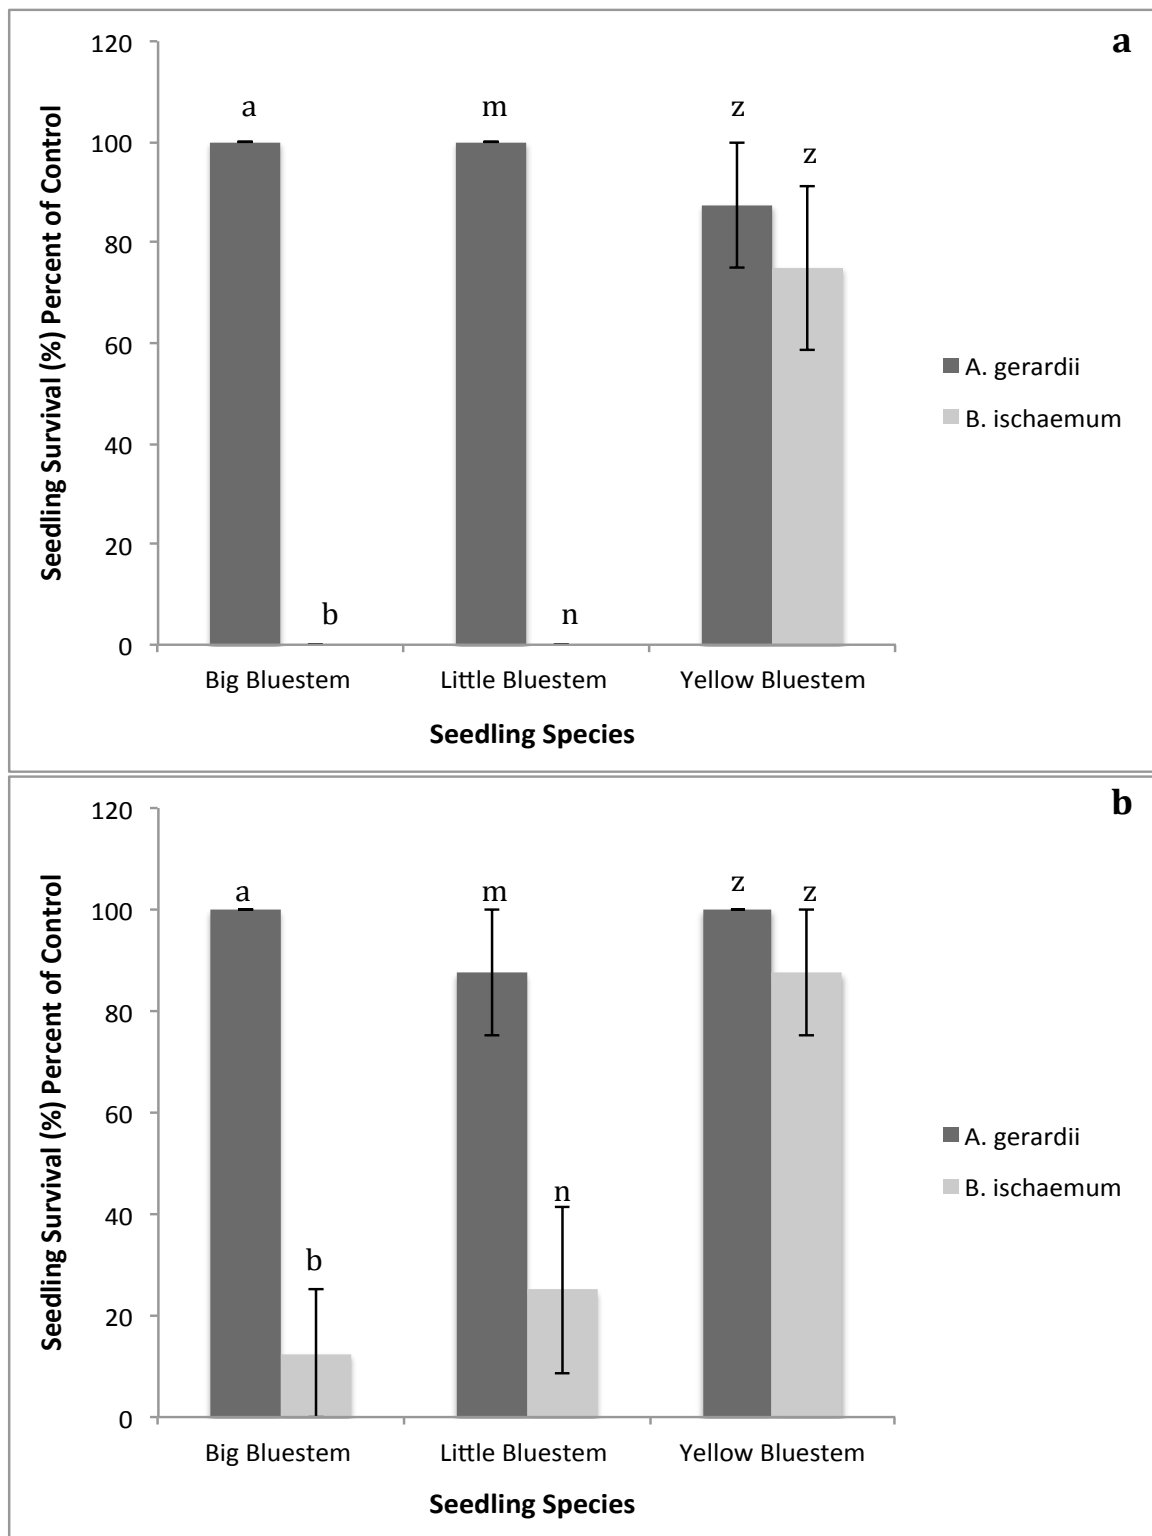 a
120
100
80
60
40
20
0
Seedling Survival (%) Percent of Control
a
b
m
n
z
z
Big Bluestem
Little Bluestem
Yellow Bluestem
Seedling Species
A. gerardii
B. ischaemum
b
120
100
80
60
40
20
0
Seedling Survival (%) Percent of Control
a
b
m
n
z
z
Big Bluestem
Little Bluestem
Yellow Bluestem
Seedling Species
A. gerardii
B. ischaemum